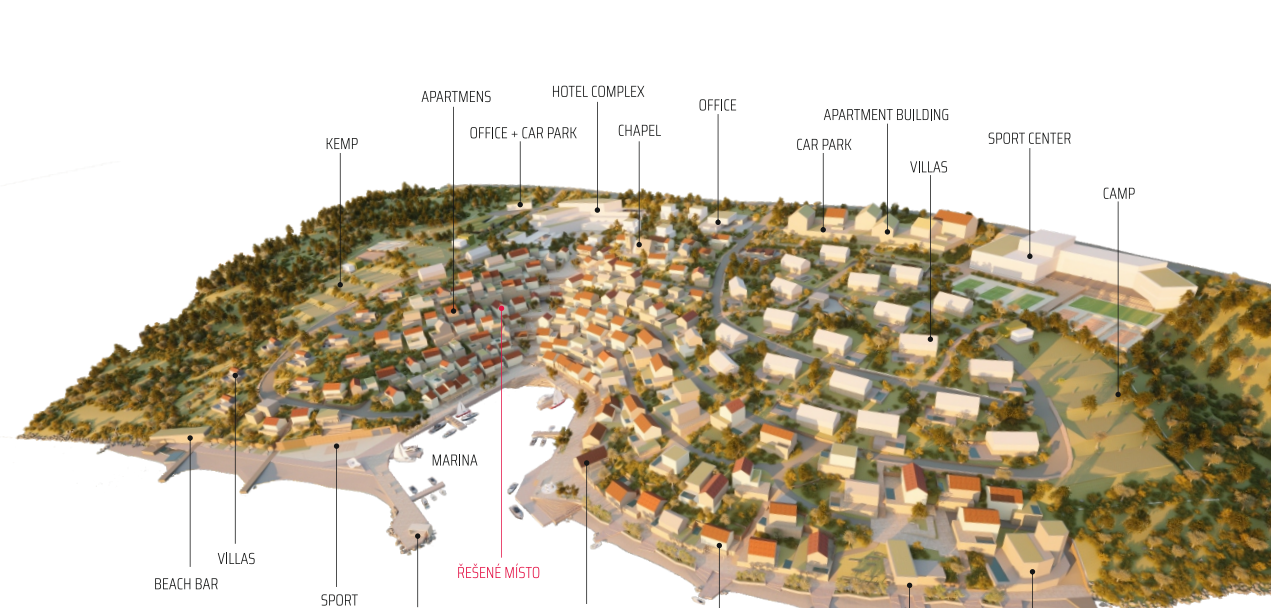 HOTEL COMPLEX
APARTMENS
OFFICE
APARTMENT BUILDING
OFFICE + CAR PARK
CHAPEL
SPORT CENTER
KEMP
CAR PARK
VILLAS
CAMP
MARINA
VILLAS
ŘEŠENÉ MÍSTO
BEACH BAR
SPORT